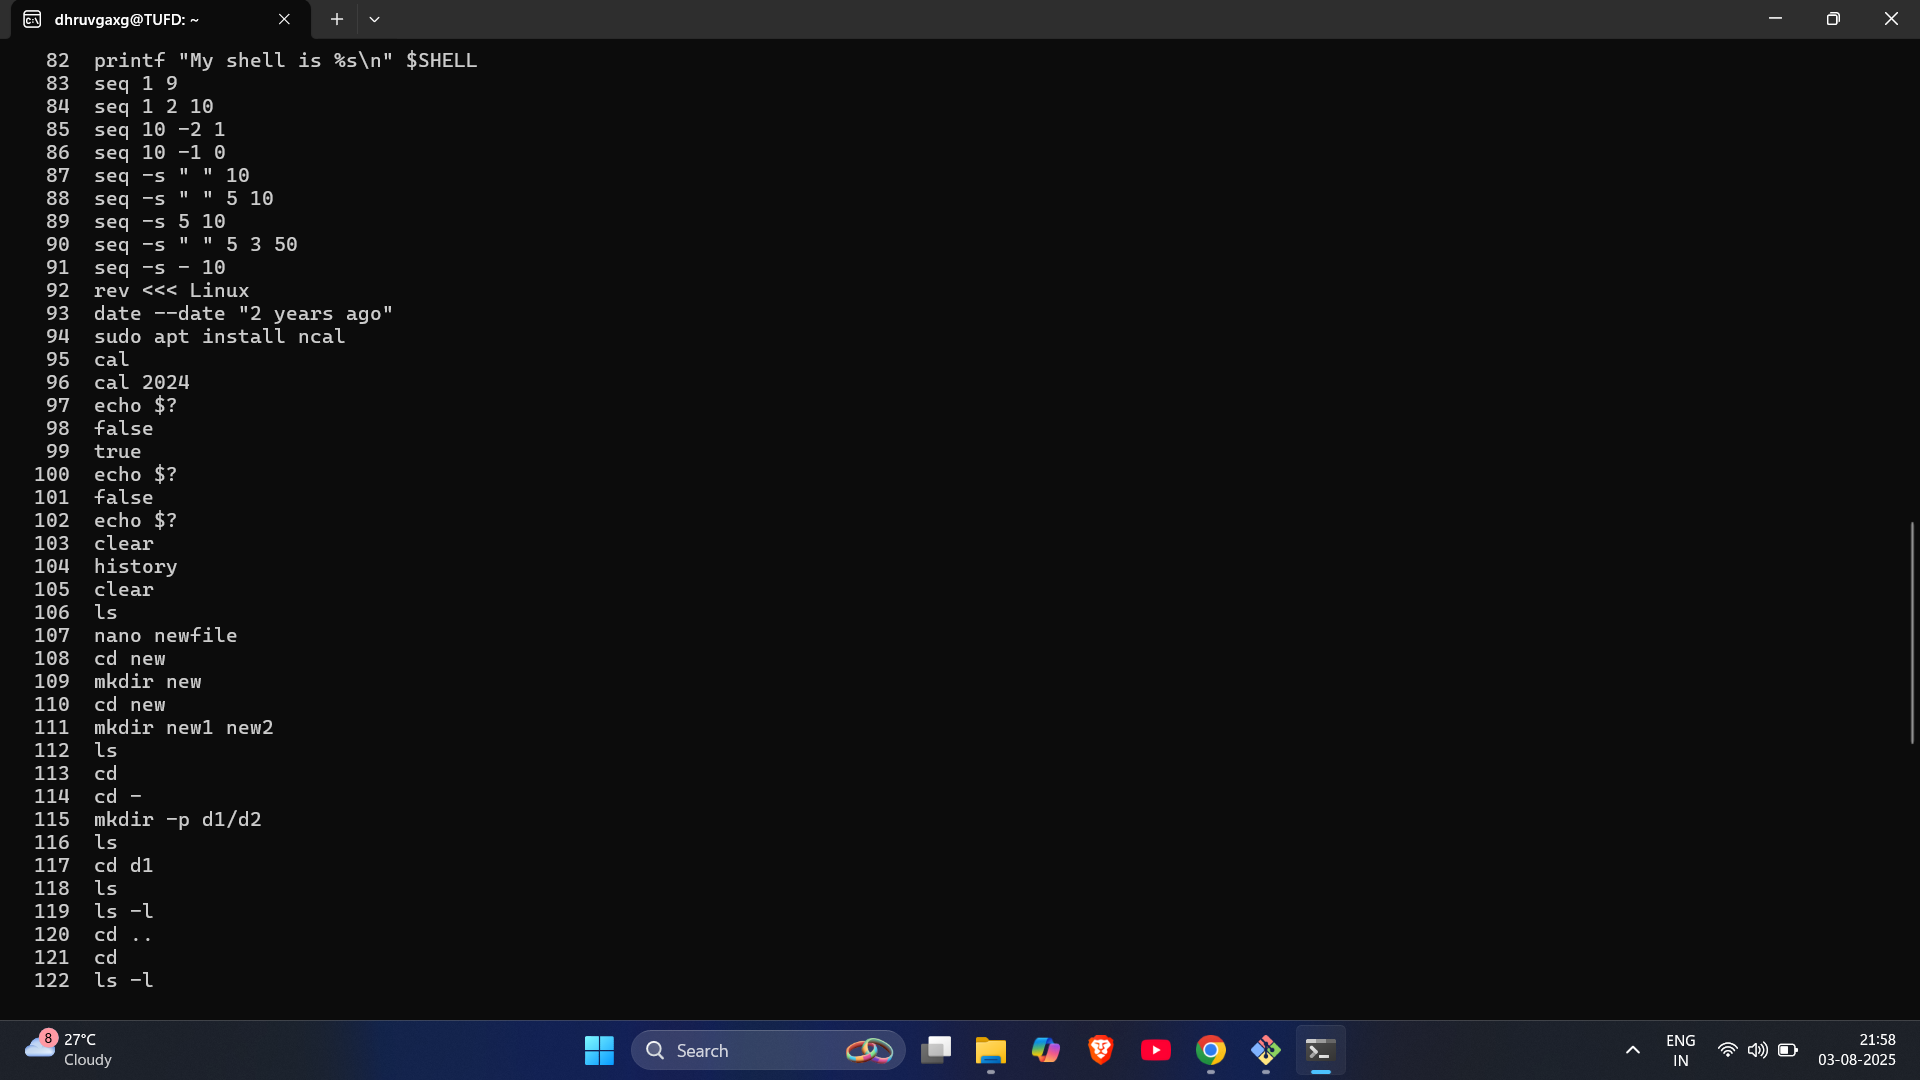 dhruvgaxg@TUFD: ~
82 printf "My shell is %s\n" $SHELL
83 seq 1 9
84 seq 1 2 10
85 seq 10 -2 1
86 seq 10 -1 0
87 seq -s " " 10
88 seq -s " " 5 10
89 seq -s 5 10
90 seq -s " " 5 3 50
91 seq -s - 10
92 rev <<< Linux
93 date --date "2 years ago"
94 sudo apt install ncal
95 cal
96 cal 2024
97 echo $?
98 false
99 true
100 echo $?
101 false
102 echo $?
103 clear
104 history
105 clear
106 ls
107 nano newfile
108 cd new
109 mkdir new
110 cd new
111 mkdir new1 new2
112 ls
113 cd
114 cd -
115 mkdir -p d1/d2
116 ls
117 cd d1
118 ls
119 ls -l
120 cd ..
121 cd
122 ls -l
8 27°C
Cloudy
Search
ENG
IN
21:58
03-08-2025